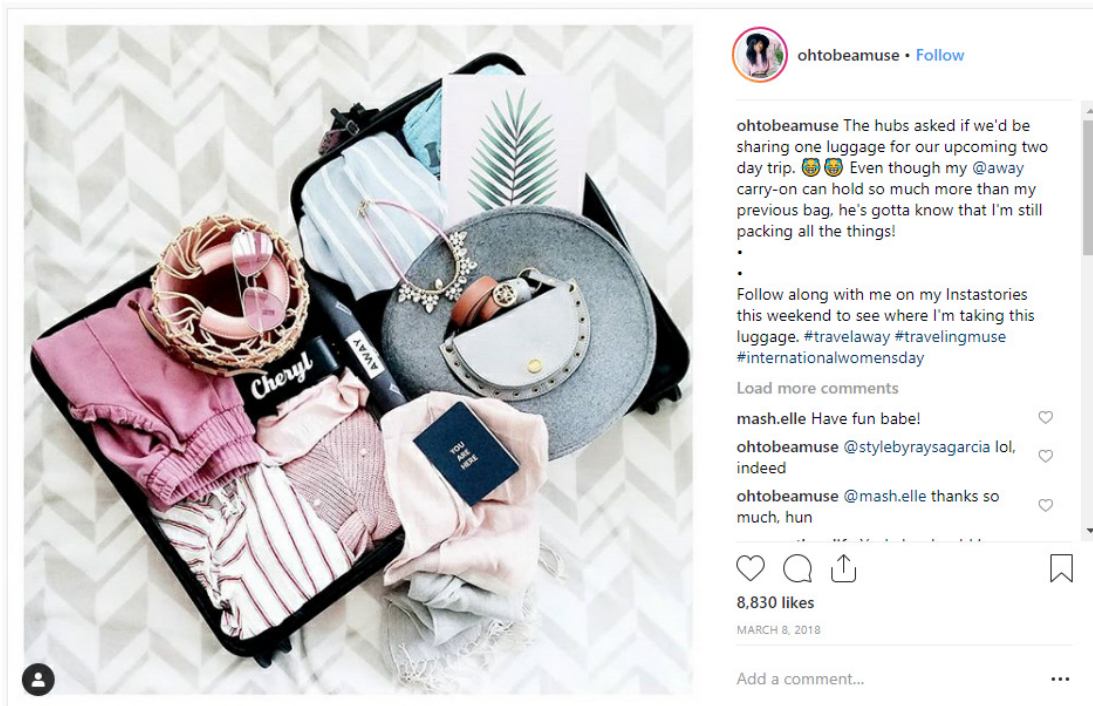 ohtobeamuse • Follow
ohtobeamuse The hubs asked if we'd be
sharing one luggage for our upcoming two
day trip. 😹😹 Even though my @away
carry-on can hold so much more than my
previous bag, he's gotta know that I'm still
packing all the things!
•
•
Follow along with me on my Instastories
this weekend to see where I'm taking this
luggage. #travelaway #travelingmuse
#internationalwomensday
Load more comments
mash.elle Have fun babe!
ohtobeamuse @stylebyraysagarcia lol,
indeed
ohtobeamuse @mash.elle thanks so
much, hun
8,830 likes
MARCH 8, 2018
Add a comment...
Cheryl
AWAY
YOU
ARE
HERE